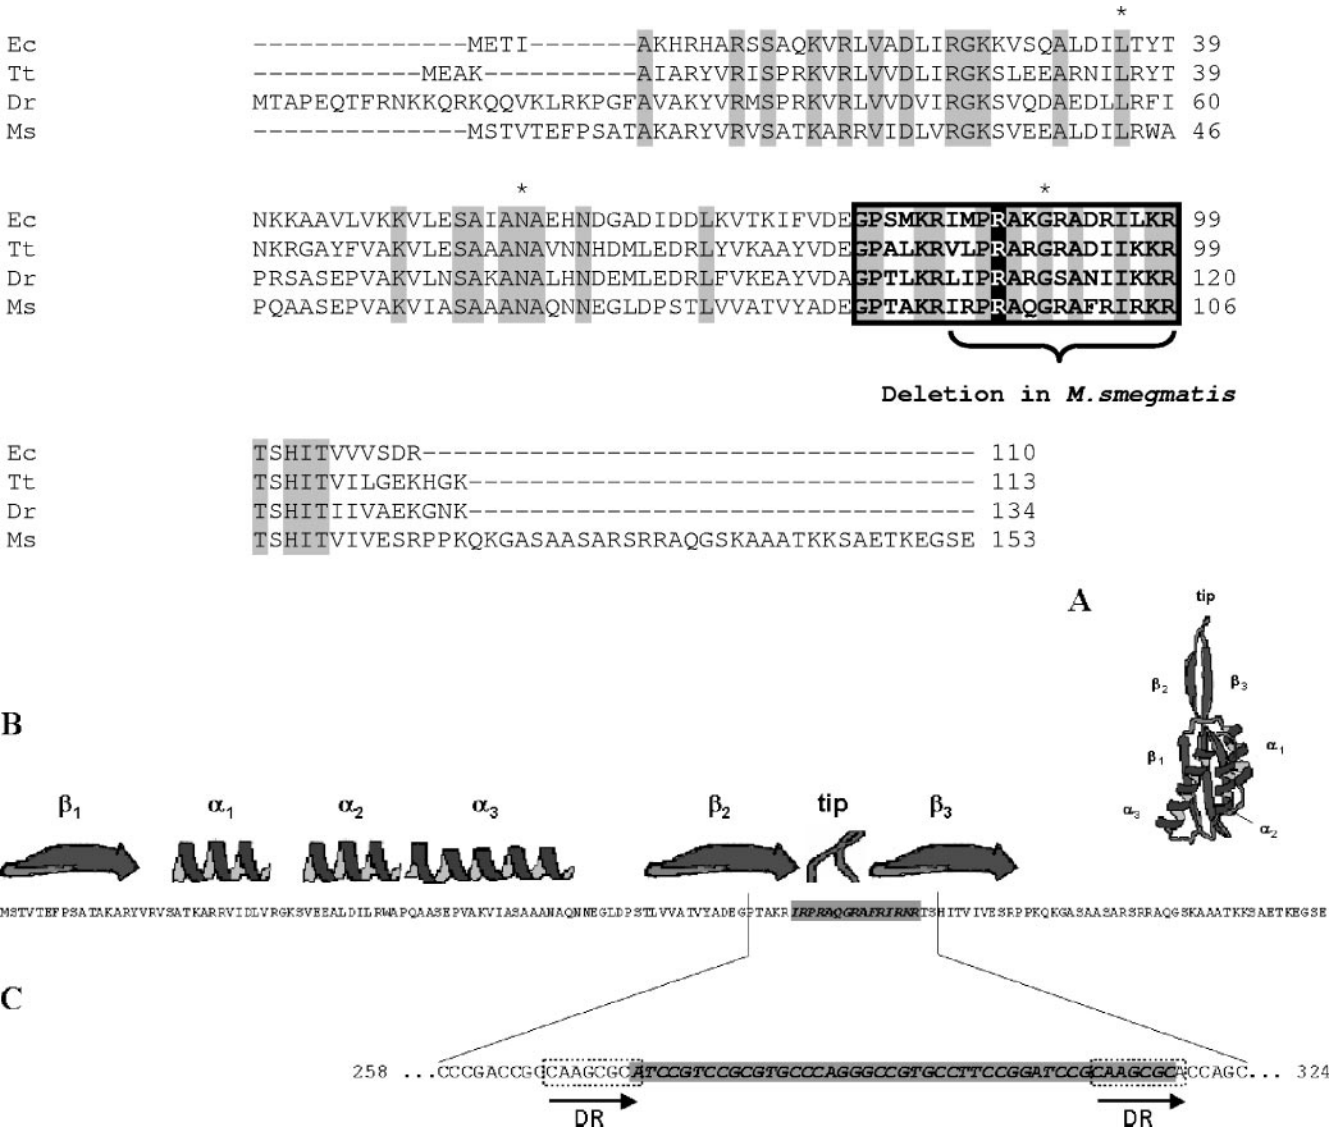 *
Ec --------------METI-------AKHRHARSSAQKVRLVADLIRGKKVSQALDILTYT 39
Tt -----------MEAK----------AIARYVRISPRKVRLVVDLIRGKSLEEARNILRYT 39
Dr MTAPEQTFRNKKQRKQQVKLRKPGFAVAKYVRMSPRKVRLVVDVIRGKSVQDAEDLLRFI 60
Ms --------------MSTVTEFPSATAKARYVRVSATKARRVIDLVRGKSVEEALDILRWA 46
* *
Ec NKKAAVLVKKVLESAIANAEHNDGADIDDLKVTKIFVDEGPSMKRIMPRAKGRADRILKR 99
Tt NKRGAYFVAKVLESAAANAVNNHDMLEDRLYVKAAYVDEGPALKRVLPRARGRADIIKKR 99
Dr PRSASEPVAKVLNSAKANALHNDEMLEDRLFVKEAYVDAGPTLKRLIPRARGSANIIKKR 120
Ms PQAASEPVAKVIASAAANAQNNEGLDPSTLVVATVYADEGPTAKRIRPRAQGRAFRIRKR 106
Deletion in M.smegmatis
Ec TSHITVVVSDR------------------------------------ 110
Tt TSHITVILGEKHGK--------------------------------- 113
Dr TSHITIIVAEKGNK--------------------------------- 134
Ms TSHITVIVESRPPKQKGASAASARSRRAQGSKAAATKKSAETKEGSE 153
A
tip
β2 β3
β1 α1
α3 α2
B
β1 α1 α2 α3 β2 tip β3
MSTVTEFPSATAKARYVRVSATKARRVIDLVRGKSVEEALDILRWAPQAASEPVAKVIASAAANAQNNEGLDPSTLVVATVYADEGPTAKRIRPRAQGRAFRIRKRTSHITVIVESRPPKQKGASAASARSRRAQGSKAAATKKSAETKEGSE
C
258 ...CCCGACCGCCAAGCGCATCCGTCCGCGTGCCCAGGGCCGTGCCTTCCGGATCCGCAAGCGCACCAGC... 324
DR DR